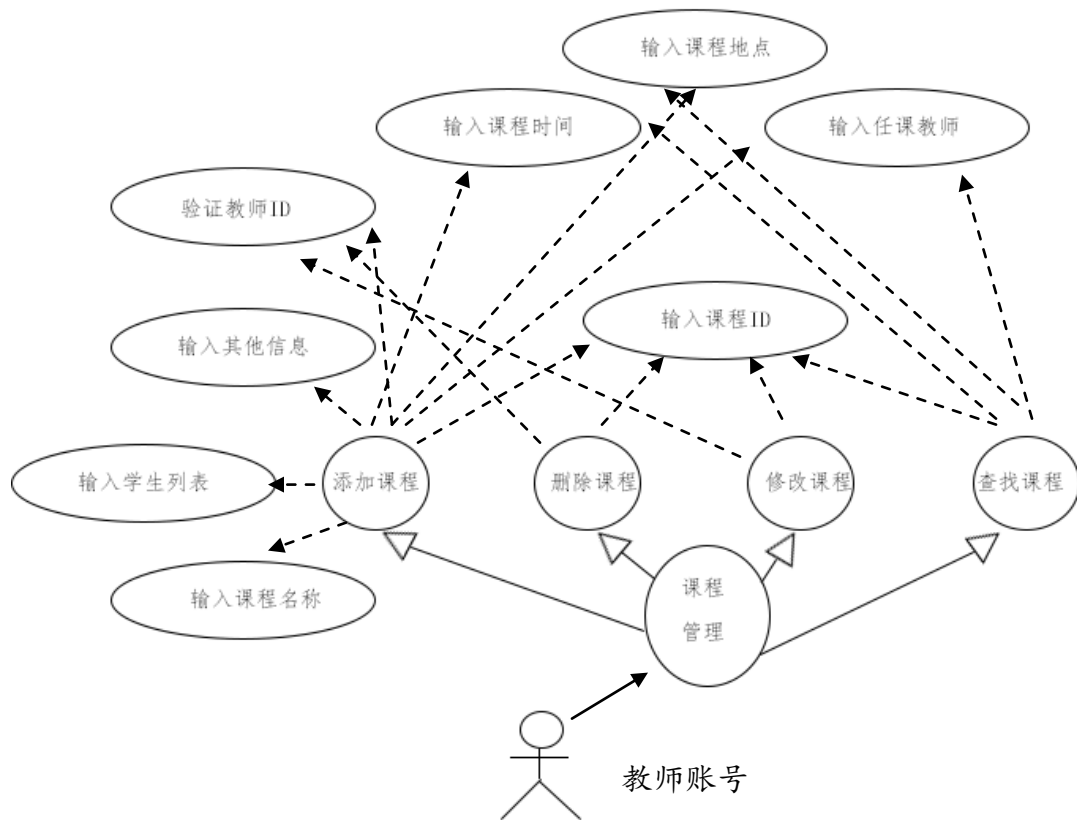 输入课程地点
输入课程时间
输入任课教师
验证教师ID
输入课程ID
输入其他信息
输入学生列表
添加课程
删除课程
修改课程
查找课程
课程
管理
输入课程名称
教师账号